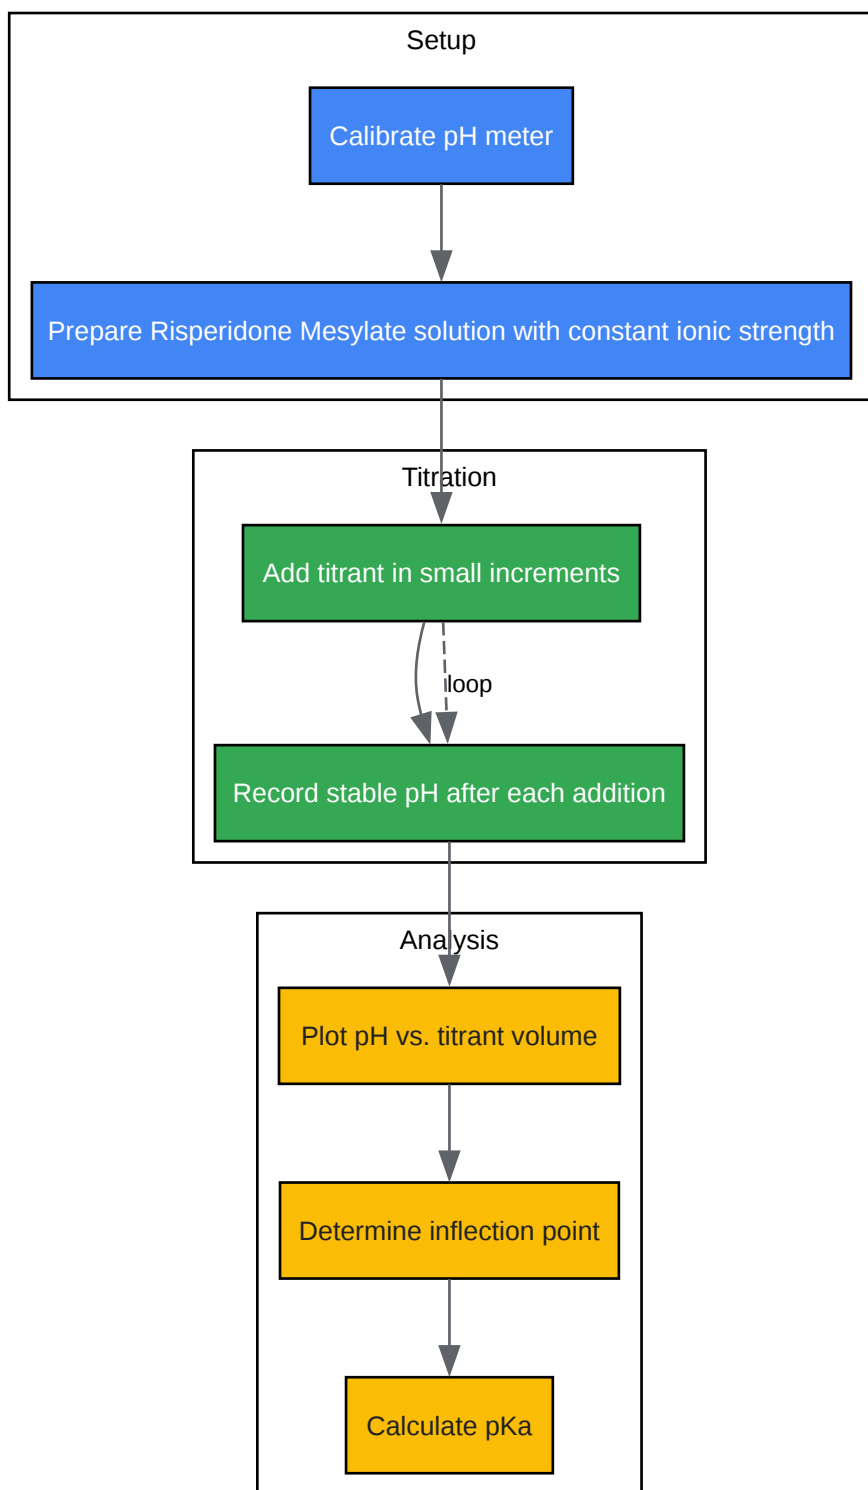 Setup
Calibrate pH meter
Prepare Risperidone Mesylate solution with constant ionic strength
Titration
Add titrant in small increments
loop
Record stable pH after each addition
Analysis
Plot pH vs. titrant volume
Determine inflection point
Calculate pKa